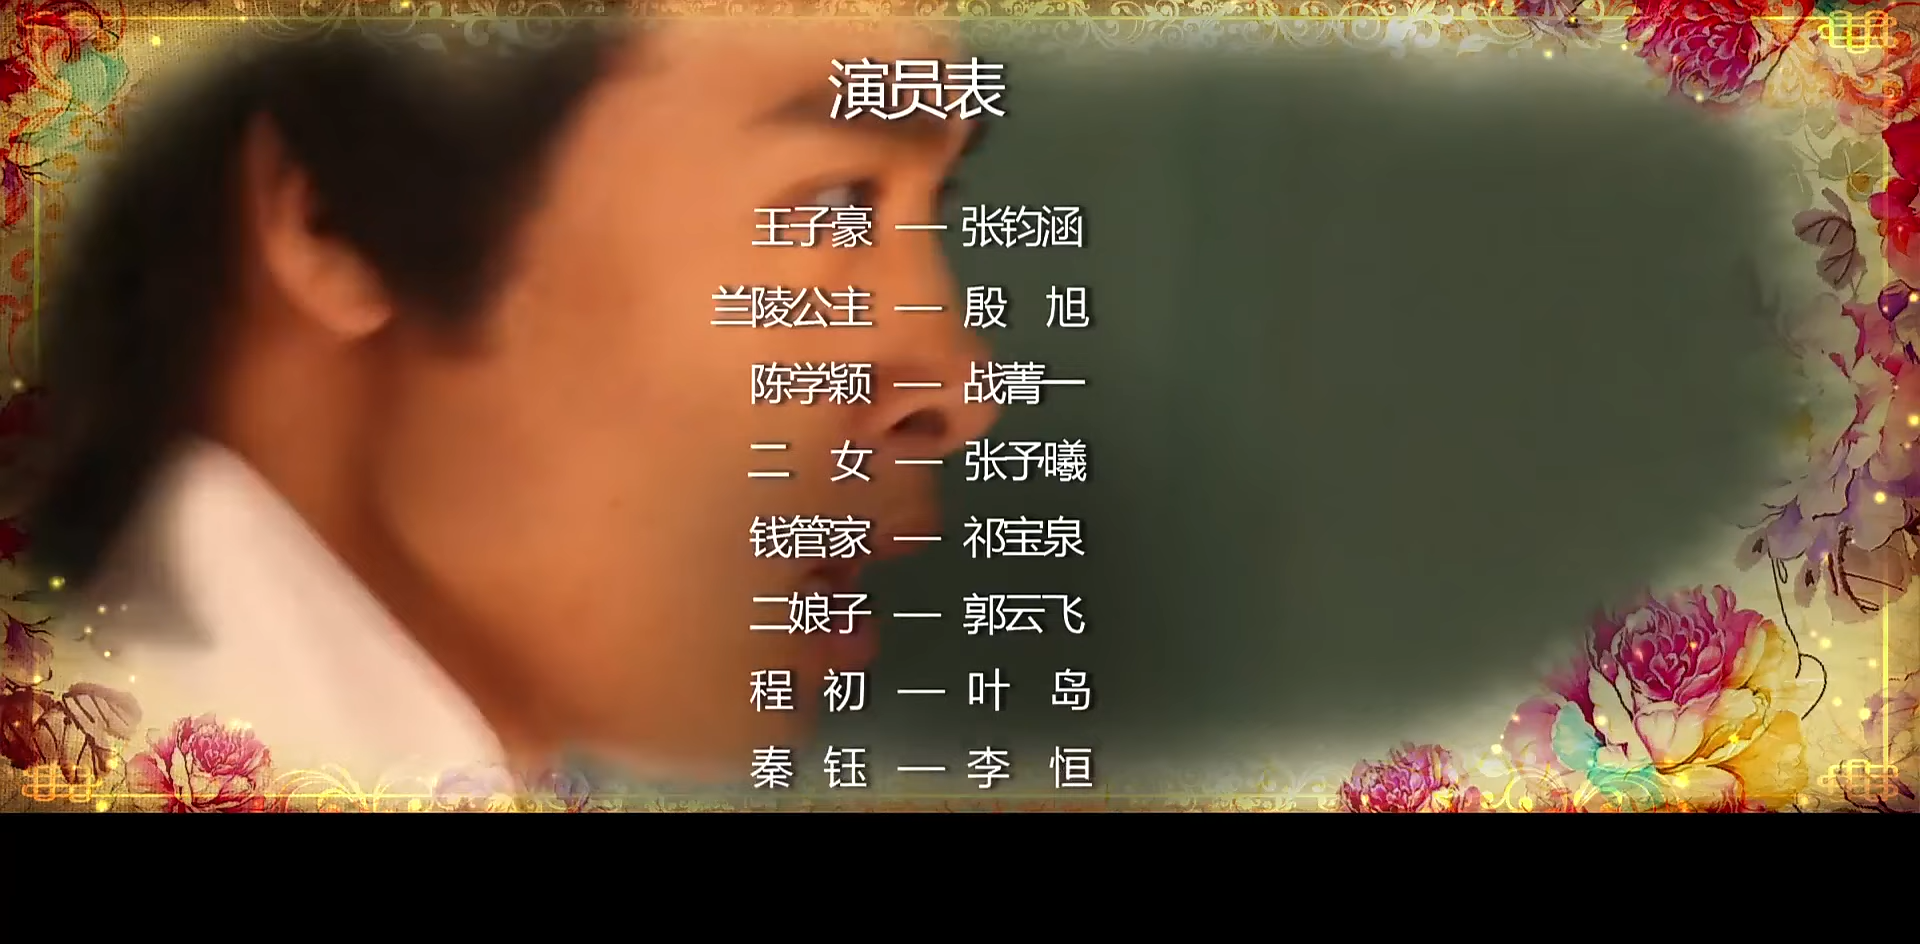 演员表
王子豪 — 张钧涵
兰陵公主 — 殷 旭
陈学颖 — 战菁一
二 女 — 张予曦
钱管家 — 祁宝泉
二娘子 — 郭云飞
程 初 — 叶 岛
秦 钰 — 李 恒